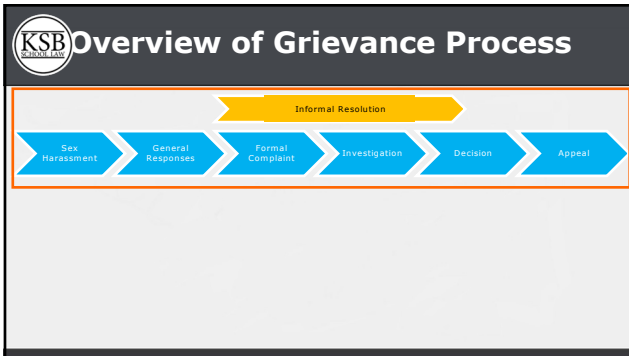 KSB
SCHOOL LAW
Overview of Grievance Process
Informal Resolution
Sex
Harassment
General
Responses
Formal
Complaint
Investigation
Decision
Appeal